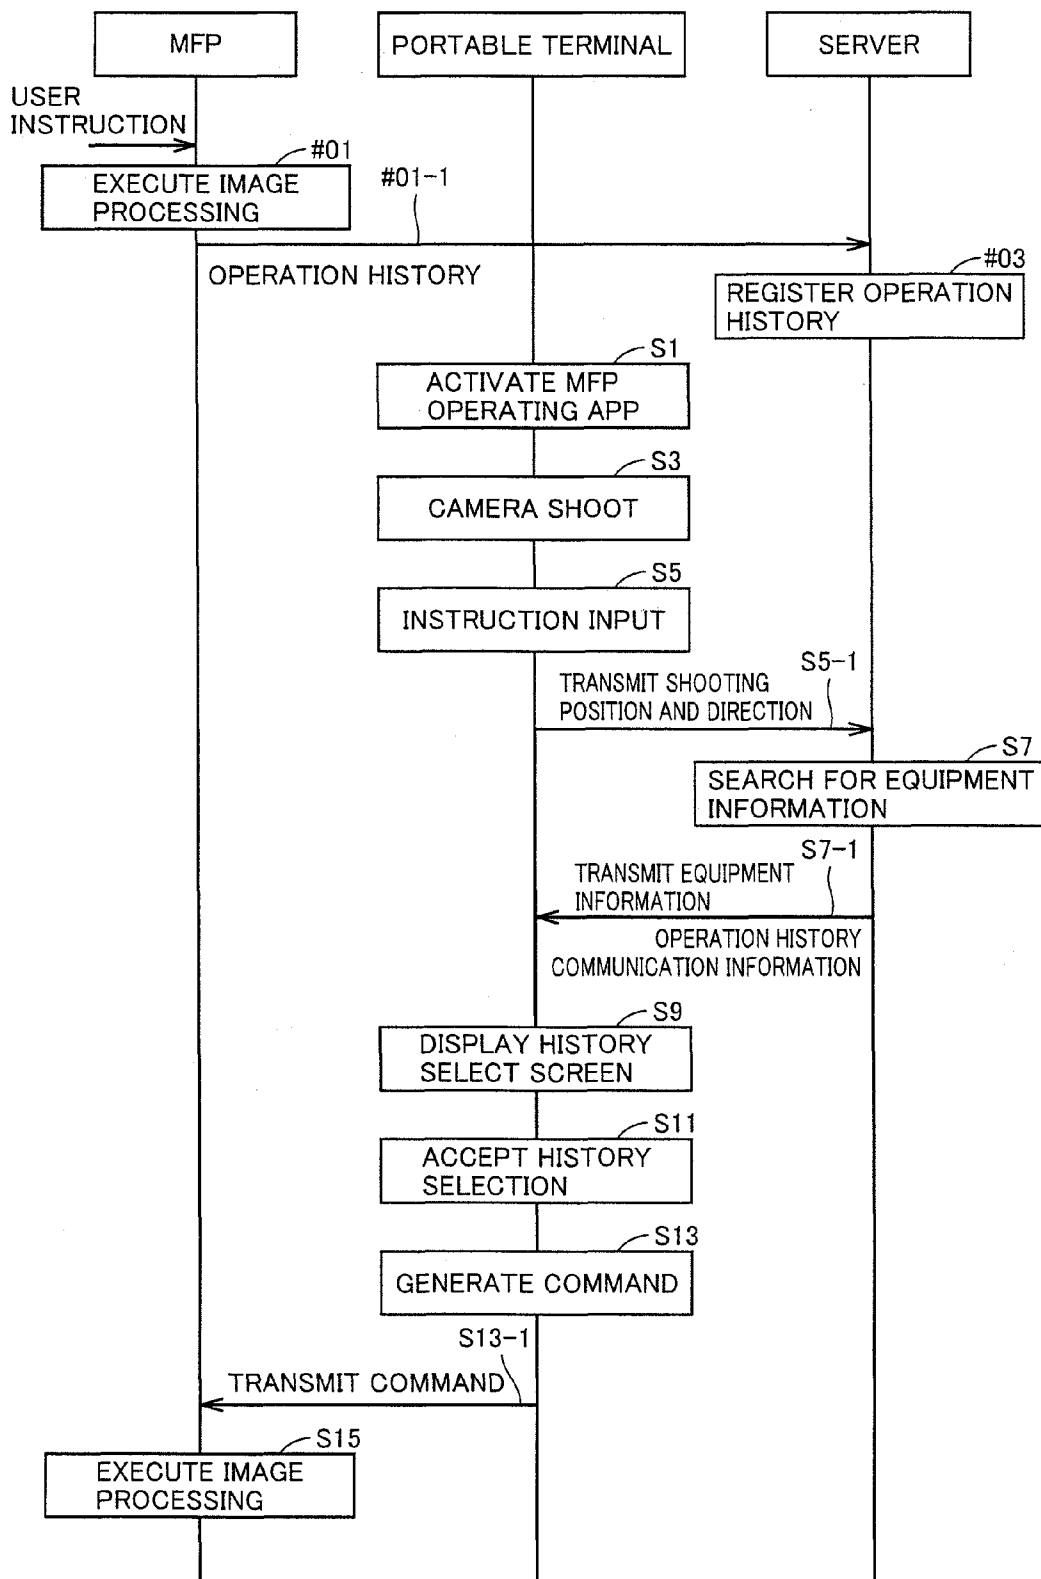 MFP
PORTABLE TERMINAL
SERVER
USER
INSTRUCTION
#01
EXECUTE IMAGE
PROCESSING
#01-1
OPERATION HISTORY
#03
REGISTER OPERATION
HISTORY
S1
ACTIVATE MFP
OPERATING APP
S3
CAMERA SHOOT
S5
INSTRUCTION INPUT
S5-1
TRANSMIT SHOOTING
POSITION AND DIRECTION
S7
SEARCH FOR EQUIPMENT
INFORMATION
S7-1
TRANSMIT EQUIPMENT
INFORMATION
OPERATION HISTORY
COMMUNICATION INFORMATION
S9
DISPLAY HISTORY
SELECT SCREEN
S11
ACCEPT HISTORY
SELECTION
S13
GENERATE COMMAND
S13-1
TRANSMIT COMMAND
S15
EXECUTE IMAGE
PROCESSING